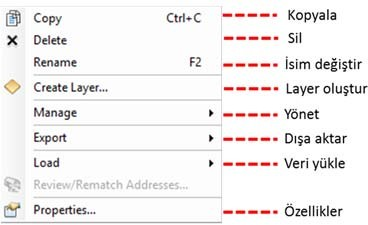 Copy Ctrl+C Kopyala
Delete Sil
Rename F2 İsim değiştir
Create Layer... Layer oluştur
Manage Yönet
Export Dışa aktar
Load Veri yükle
Review/Rematch Addresses...
Properties... Özellikler